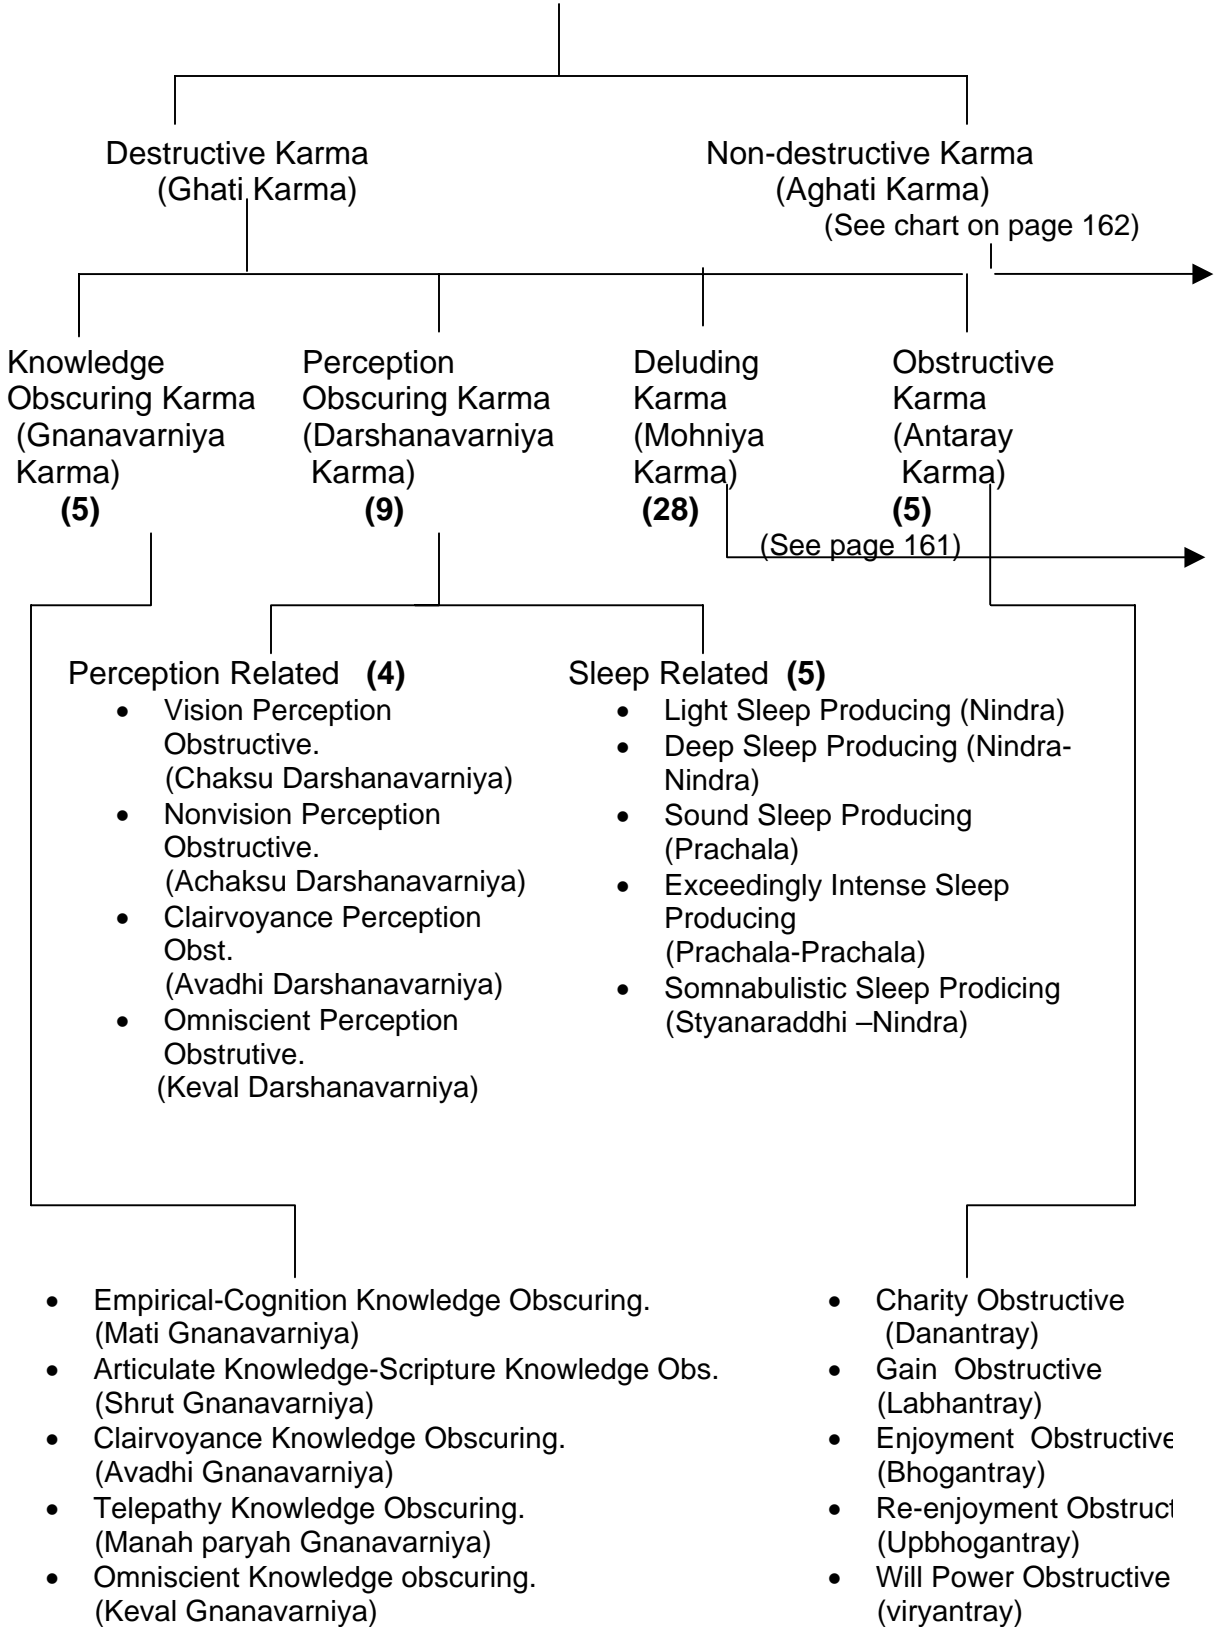 Destructive Karma
(Ghati Karma)
Non-destructive Karma
(Aghati Karma)
(See chart on page 162)
Knowledge
Obscuring Karma
(Gnanavarniya
Karma)
(5)
Perception
Obscuring Karma
(Darshanavarniya
Karma)
(9)
Deluding
Karma
(Mohniya
Karma)
(28)
(See page 161)
Obstructive
Karma
(Antaray
Karma)
(5)
Perception Related (4)
• Vision Perception
Obstructive.
(Chaksu Darshanavarniya)
• Nonvision Perception
Obstructive.
(Achaksu Darshanavarniya)
• Clairvoyance Perception
Obst.
(Avadhi Darshanavarniya)
• Omniscient Perception
Obstrutive.
(Keval Darshanavarniya)
Sleep Related (5)
• Light Sleep Producing (Nindra)
• Deep Sleep Producing (Nindra-
Nindra)
• Sound Sleep Producing
(Prachala)
• Exceedingly Intense Sleep
Producing
(Prachala-Prachala)
• Somnabulistic Sleep Prodicing
(Styanaraddhi –Nindra)
• Empirical-Cognition Knowledge Obscuring.
(Mati Gnanavarniya)
• Articulate Knowledge-Scripture Knowledge Obs.
(Shrut Gnanavarniya)
• Clairvoyance Knowledge Obscuring.
(Avadhi Gnanavarniya)
• Telepathy Knowledge Obscuring.
(Manah paryah Gnanavarniya)
• Omniscient Knowledge obscuring.
(Keval Gnanavarniya)
• Charity Obstructive
(Danantray)
• Gain Obstructive
(Labhantray)
• Enjoyment Obstructive
(Bhogantray)
• Re-enjoyment Obstruct
(Upbhogantray)
• Will Power Obstructive
(viryantray)